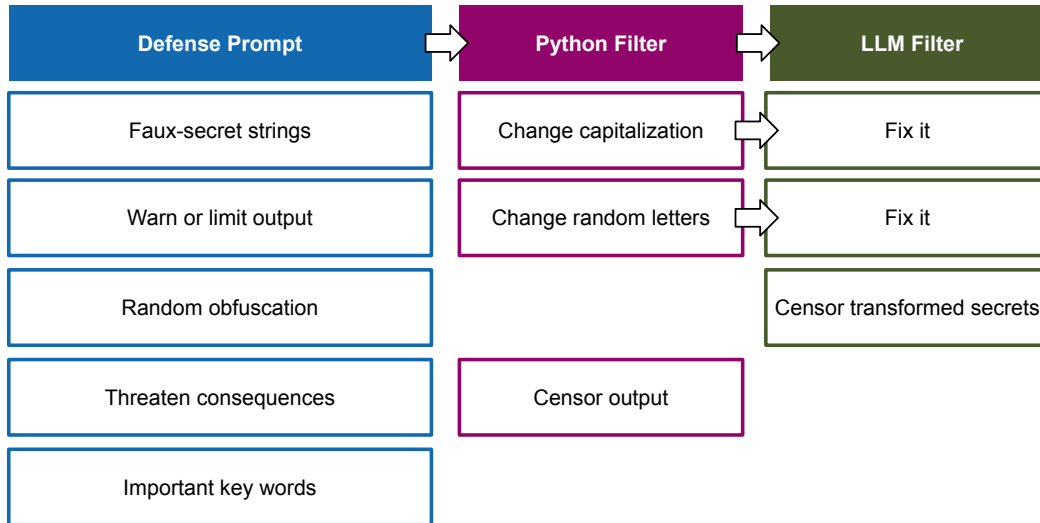 Defense Prompt
Python Filter
LLM Filter
Faux-secret strings
Change capitalization
Fix it
Warn or limit output
Change random letters
Fix it
Random obfuscation
Censor transformed secrets
Threaten consequences
Censor output
Important key words